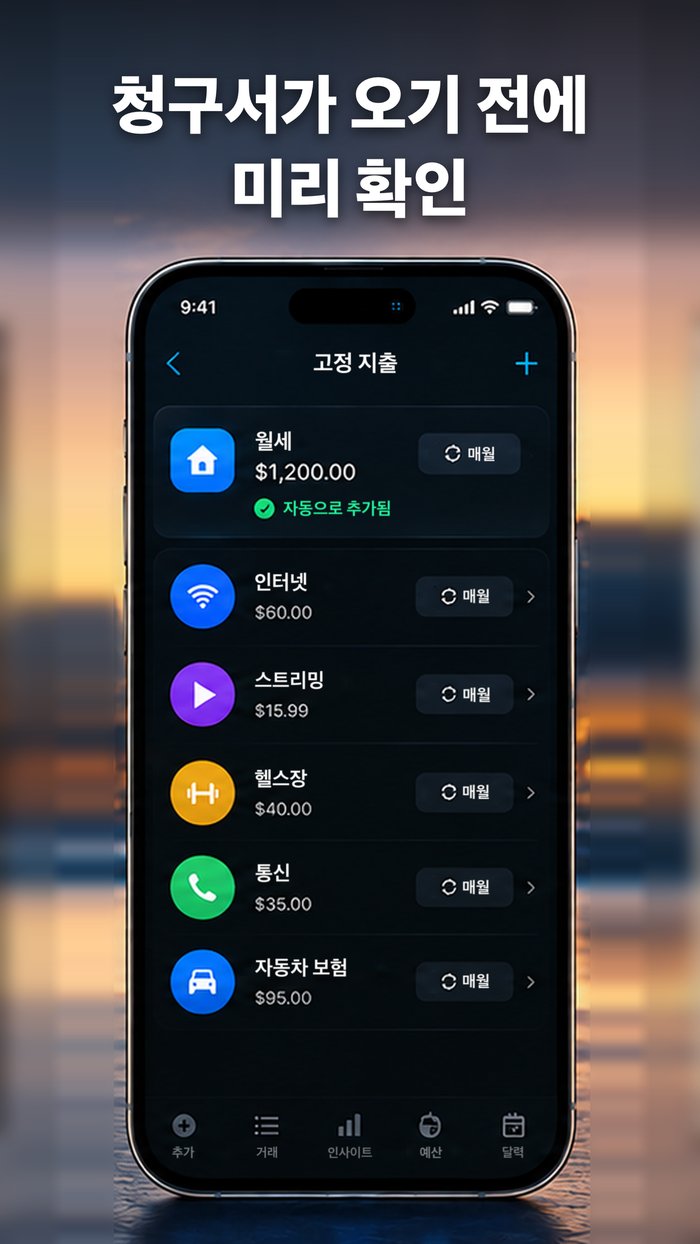 청구서가 오기 전에
미리 확인
9:41
고정 지출
월세
$1,200.00
매월
자동으로 추가됨
인터넷
$60.00
매월
스트리밍
$15.99
매월
헬스장
$40.00
매월
통신
$35.00
매월
자동차 보험
$95.00
매월
추가
거래
인사이트
예산
달력